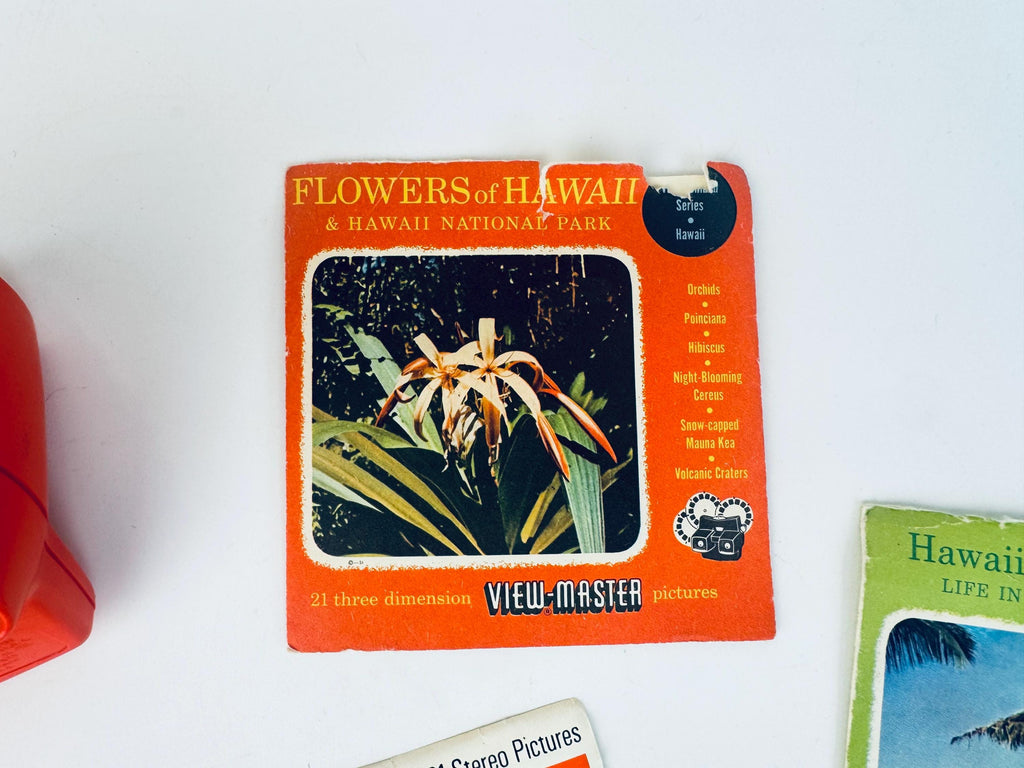 FLOWERS of HAWAII
& HAWAII NATIONAL PARK
Series
•
Hawaii
Orchids
•
Poinciana
•
Hibiscus
•
Night-Blooming
Cereus
•
Snow-capped
Mauna Kea
•
Volcanic Craters
21 three dimension VIEW-MASTER pictures
Hawaii
LIFE IN
Stereo Pictures